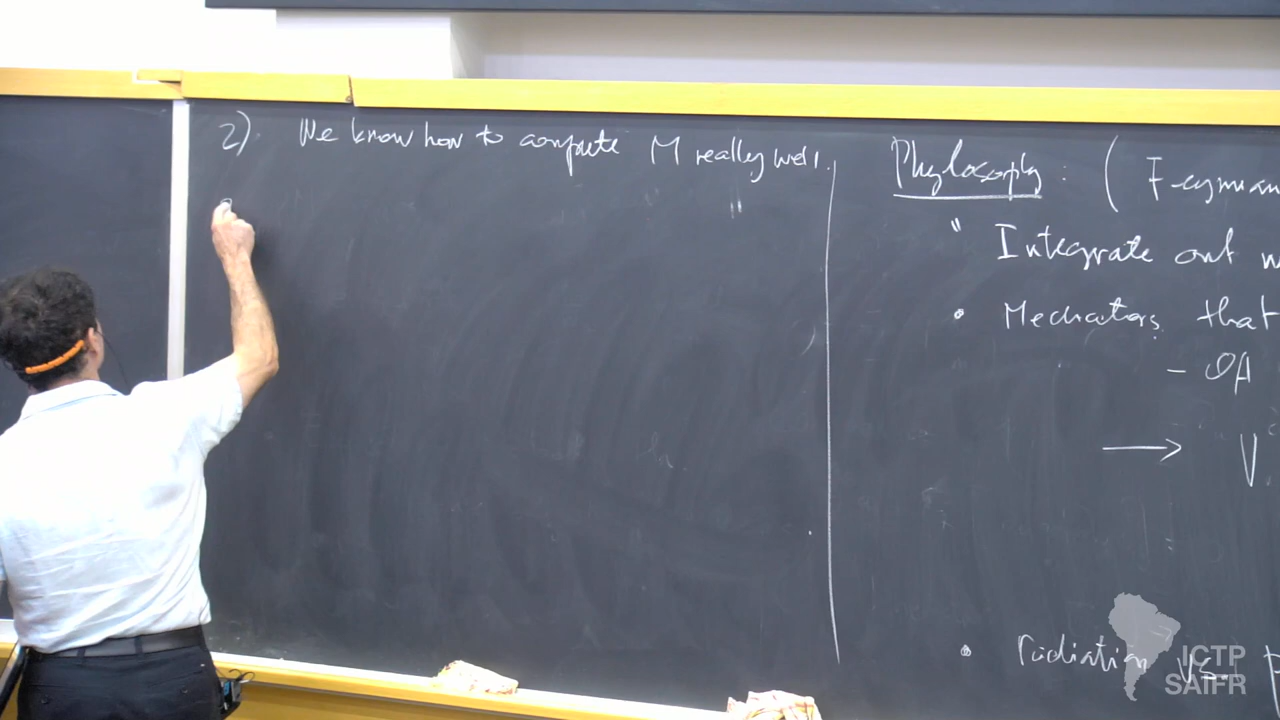 2). We know how to compute M really well.
Phylosophy: ( Feynman
" Integrate out
• Mediators that
—
→ V
• radiation vs.
ICTP
SAIFR